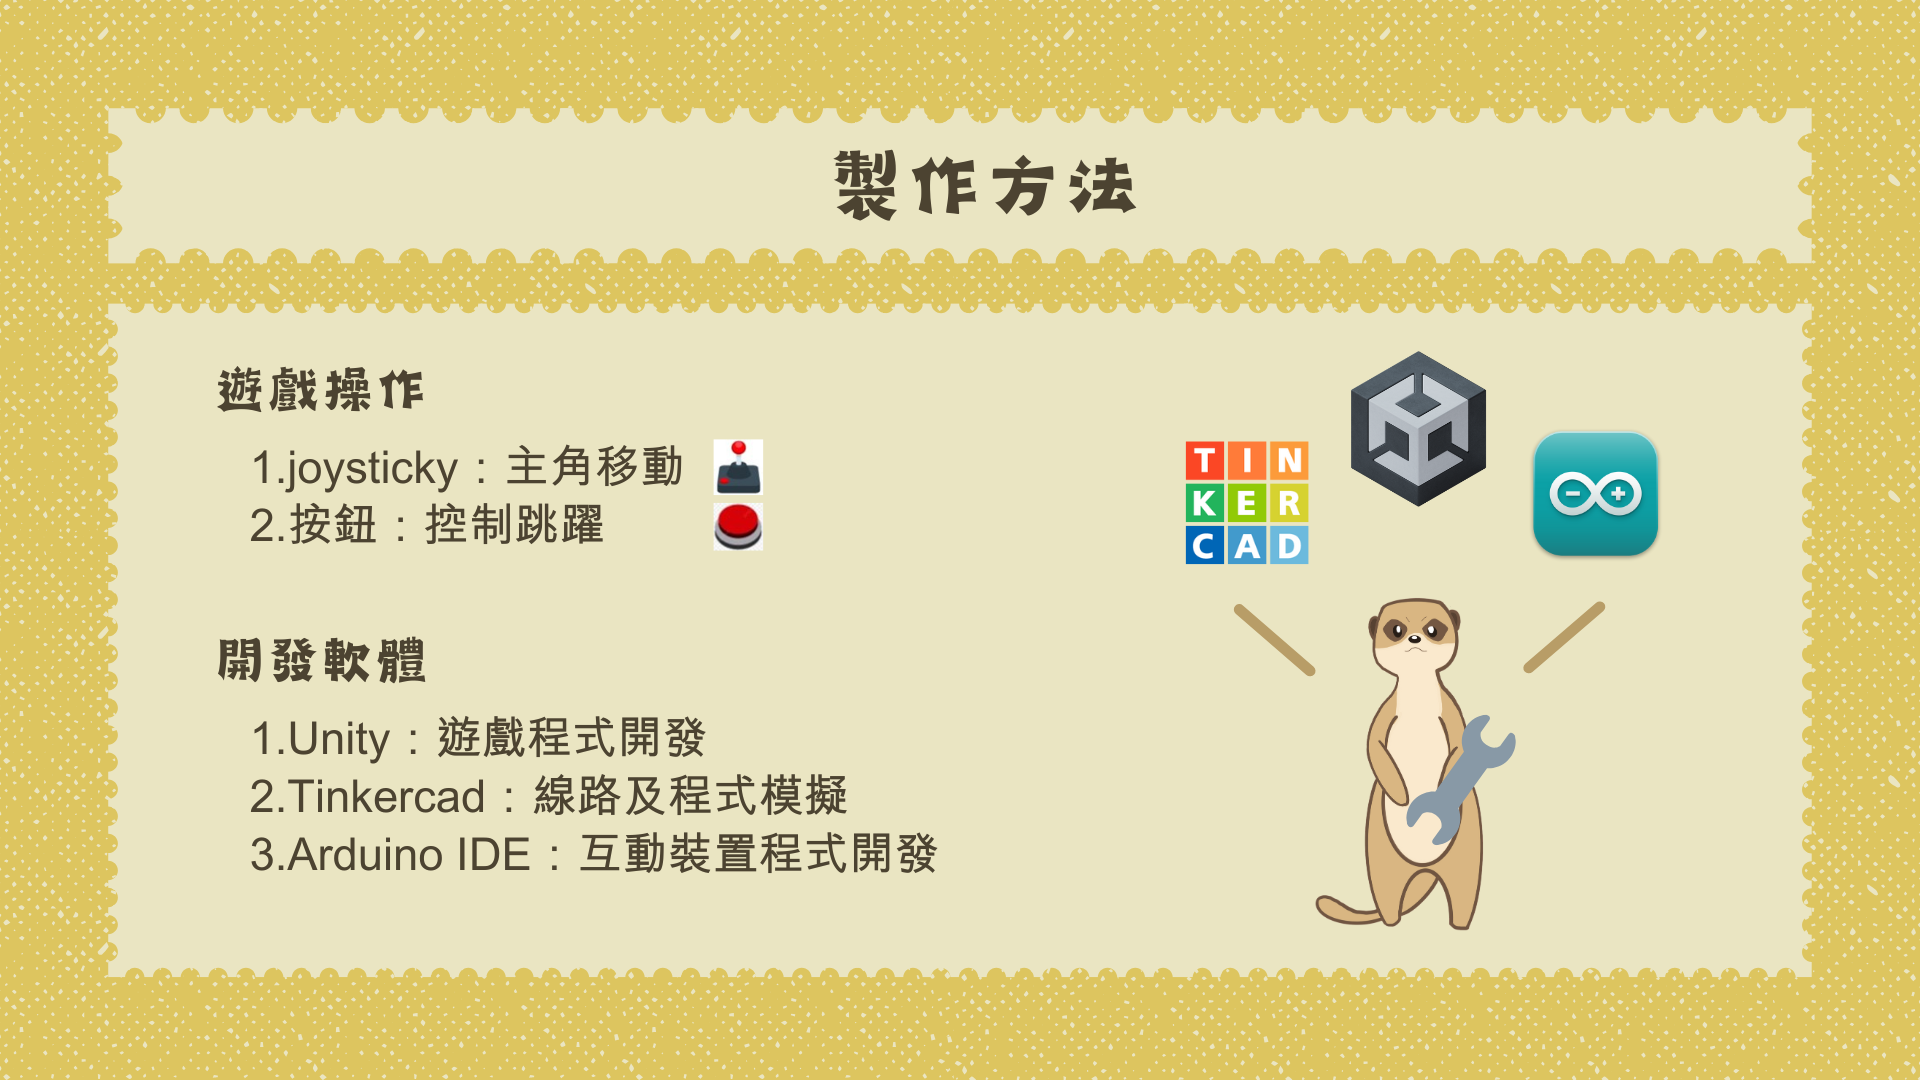 製作方法
遊戲操作
1.joysticky：主角移動
2.按鈕：控制跳躍
開發軟體
1.Unity：遊戲程式開發
2.Tinkercad：線路及程式模擬
3.Arduino IDE：互動裝置程式開發
TIN
KER
CAD